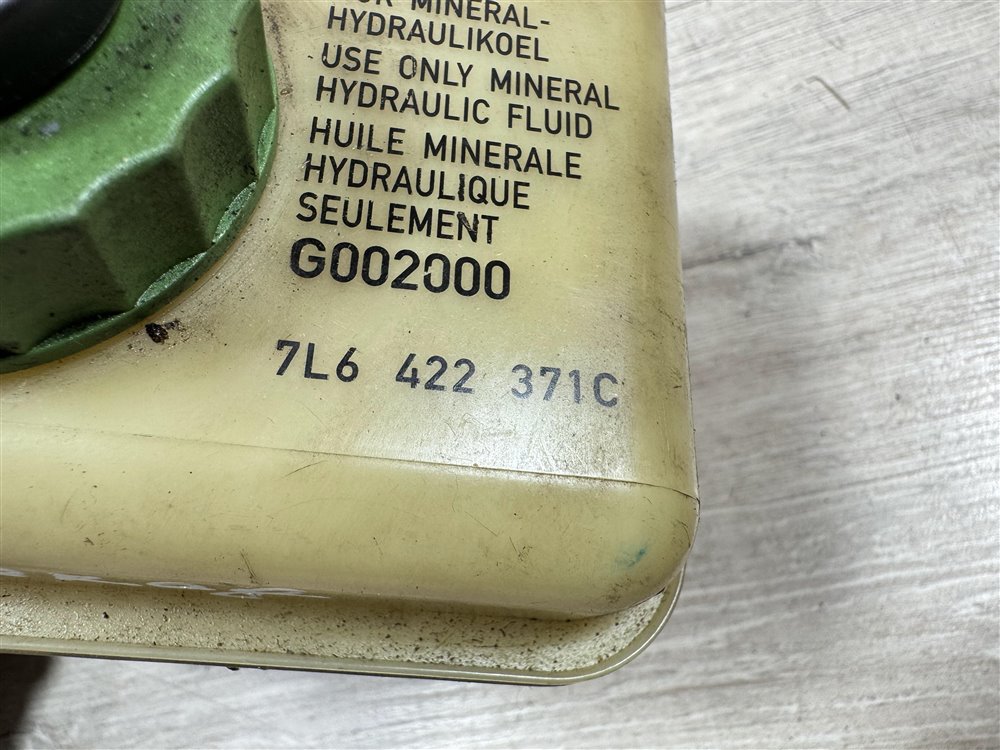 MINERAL-
HYDRAULIKOEL
USE ONLY MINERAL
HYDRAULIC FLUID
HUILE MINERALE
HYDRAULIQUE
SEULEMENT
G002000
7L6 422 371C